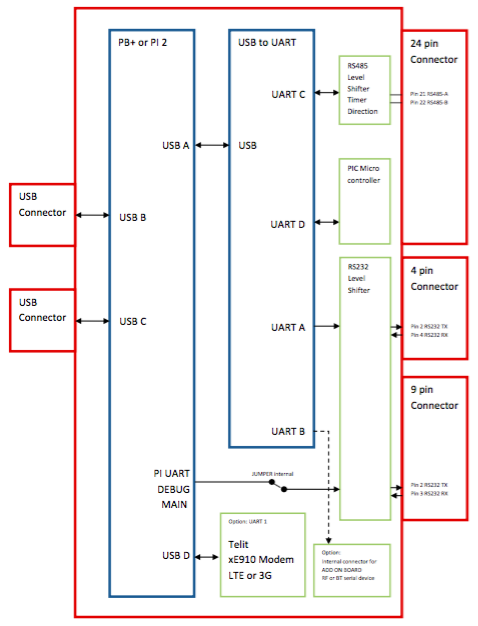 PB+ or PI 2
USB to UART
24 pin
Connector
RS485
Level
Shifter
Timer
Direction
UART C
Pin 21 RS485-A
Pin 22 RS485-B
USB A
USB
PIC Micro
controller
USB
Connector
USB B
UART D
RS232
Level
Shifter
4 pin
Connector
USB
Connector
USB C
UART A
Pin 2 RS232 TX
Pin 4 RS232 RX
9 pin
Connector
UART B
PI UART
DEBUG
MAIN
JUMPER internal
Pin 2 RS232 TX
Pin 3 RS232 RX
Option: UART 1
Telit
xE910 Modem
LTE or 3G
USB D
Option:
Internal connector for
ADD ON BOARD
RF or BT serial device